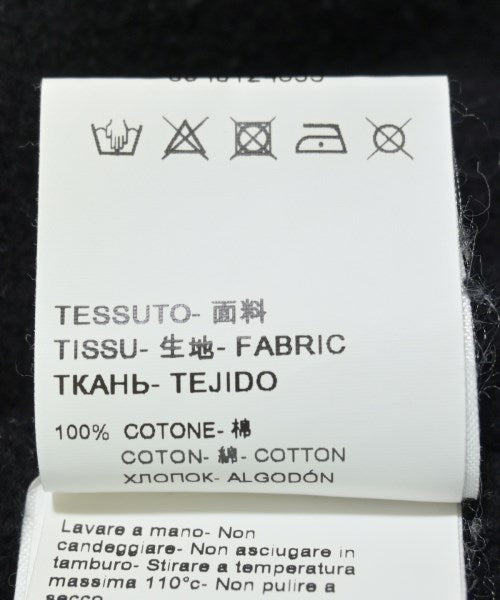 TESSUTO- 面料
TISSU- 生地- FABRIC
ТКАНЬ- TEJIDO
100% COTONE- 棉
COTON- 綿- COTTON
ХЛОПОК- ALGODÓN
Lavare a mano- Non
candeggiare- Non asciugare in
tamburo- Stirare a temperatura
massima 110°c- Non pulire a
secco